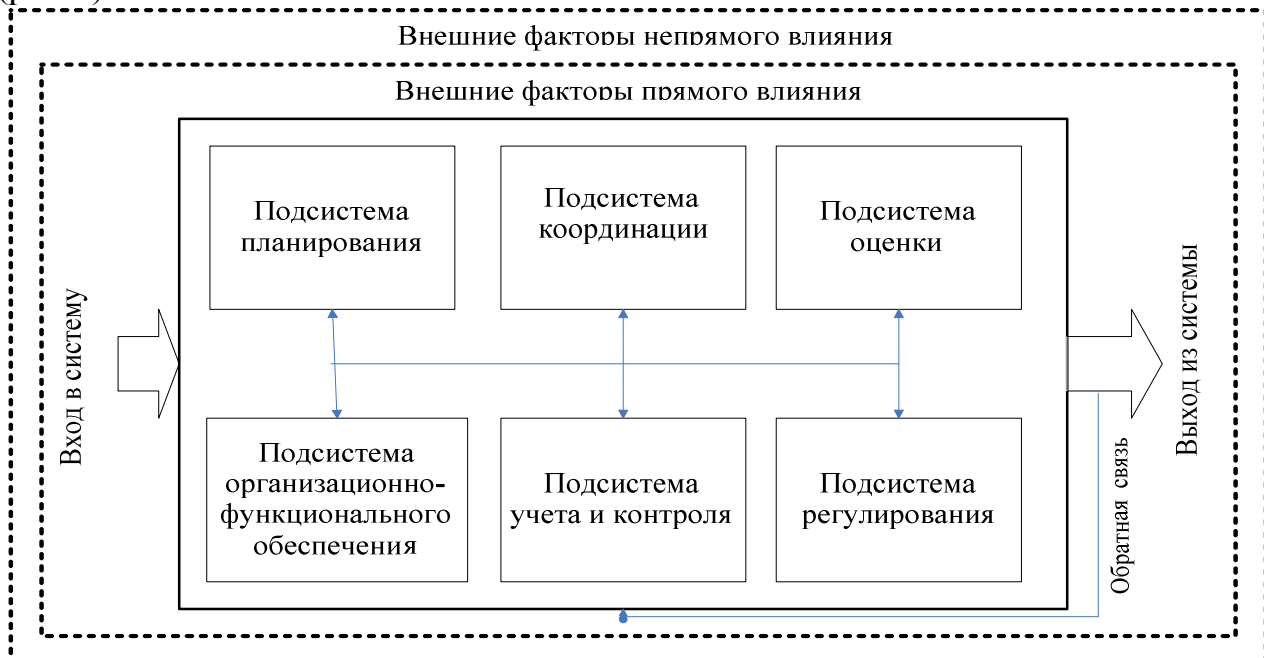 Внешние факторы непрямого влияния
Внешние факторы прямого влияния
Подсистема
планирования
Подсистема
координации
Подсистема
оценки
Вход в систему
Выход из системы
Подсистема
организационно-
функционального
обеспечения
Подсистема
учета и контроля
Подсистема
регулирования
Обратная связь